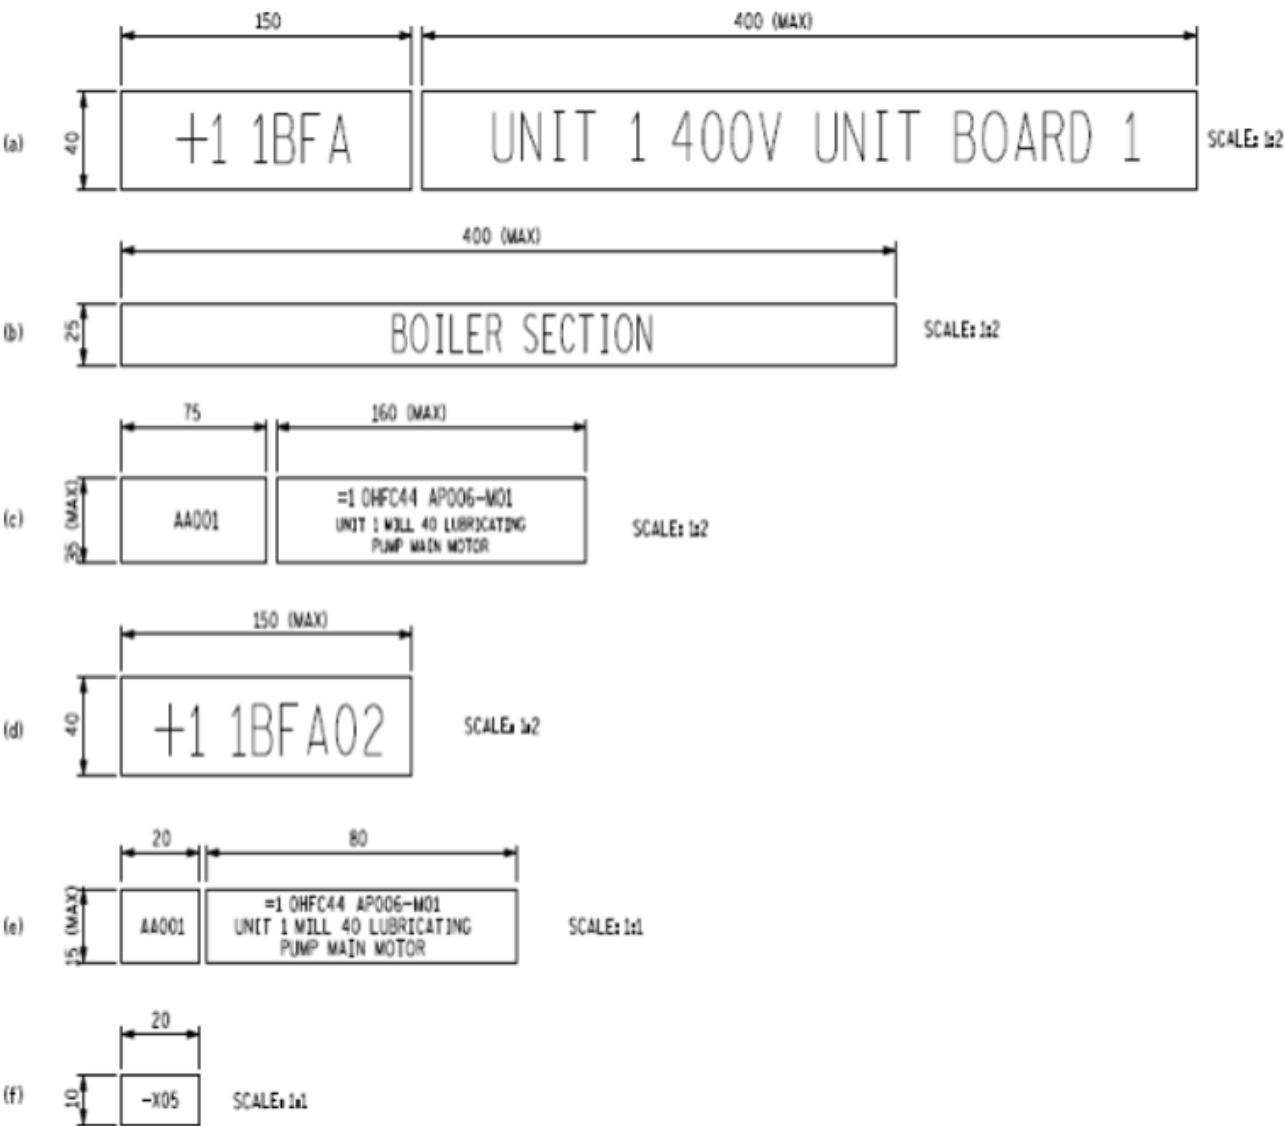 150 400 (MAX)
(a) 40 +1 1BFA UNIT 1 400V UNIT BOARD 1 SCALE: 1:2
400 (MAX)
(b) 25 BOILER SECTION SCALE: 1:2
75 160 (MAX)
(c) 35 (MAX) AA001 =1 0HFC44 AP006-M01
UNIT 1 MILL 40 LUBRICATING
PUMP MAIN MOTOR
SCALE: 1:2
150 (MAX)
(d) 40 +1 1BFA02 SCALE: 1:2
20 80
(e) 15 (MAX) AA001 =1 0HFC44 AP006-M01
UNIT 1 MILL 40 LUBRICATING
PUMP MAIN MOTOR
SCALE: 1:1
20
(f) 10 -X05 SCALE: 1:1